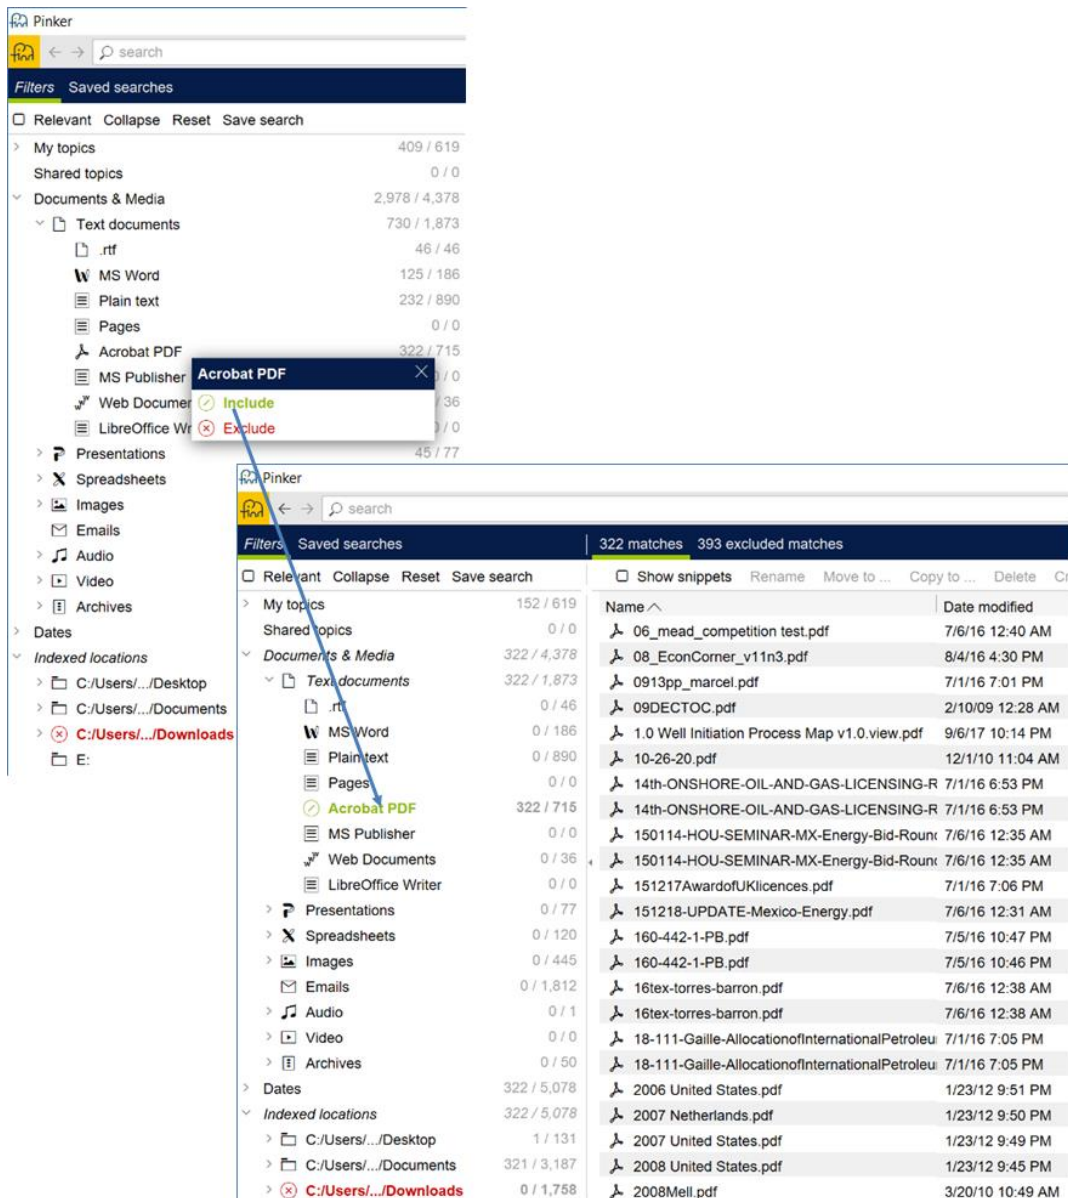 Pinker
find
search
Filters Saved searches
Relevant Collapse Reset Save search
My topics 409 / 619
Shared topics 0 / 0
Documents & Media 2,978 / 4,378
Text documents 730 / 1,873
.rtf 46 / 46
MS Word 125 / 186
Plain text 232 / 890
Pages 0 / 0
Acrobat PDF 322 / 715
MS Publisher / 0
Web Documer / 36
LibreOffice Wr / 0
Acrobat PDF
Include
Exclude
Presentations 45 / 77
Spreadsheets
Images
Emails
Audio
Video
Archives
Dates
Indexed locations
C:/Users/.../Desktop
C:/Users/.../Documents
C:/Users/.../Downloads
E:
Pinker
find
search
Filters Saved searches 322 matches 393 excluded matches
Relevant Collapse Reset Save search Show snippets Rename Move to ... Copy to ... Delete Cr
My topics 152 / 619 Name Date modified
Shared topics 0 / 0 06_mead_competition test.pdf 7/6/16 12:40 AM
Documents & Media 322 / 4,378 08_EconCorner_v11n3.pdf 8/4/16 4:30 PM
Text documents 322 / 1,873 0913pp_marcel.pdf 7/1/16 7:01 PM
.rtf 0 / 46 09DECTOC.pdf 2/10/09 12:28 AM
MS Word 0 / 186 1.0 Well Initiation Process Map v1.0.view.pdf 9/6/17 10:14 PM
Plain text 0 / 890 10-26-20.pdf 12/1/10 11:04 AM
Pages 0 / 0 14th-ONSHORE-OIL-AND-GAS-LICENSING-R 7/1/16 6:53 PM
Acrobat PDF 322 / 715 14th-ONSHORE-OIL-AND-GAS-LICENSING-R 7/1/16 6:53 PM
MS Publisher 0 / 0 150114-HOU-SEMINAR-MX-Energy-Bid-Round 7/6/16 12:35 AM
Web Documents 0 / 36 150114-HOU-SEMINAR-MX-Energy-Bid-Round 7/6/16 12:35 AM
LibreOffice Writer 0 / 0 151217AwardofUKlicences.pdf 7/1/16 7:06 PM
Presentations 0 / 77 151218-UPDATE-Mexico-Energy.pdf 7/6/16 12:31 AM
Spreadsheets 0 / 120 160-442-1-PB.pdf 7/5/16 10:47 PM
Images 0 / 445 160-442-1-PB.pdf 7/5/16 10:46 PM
Emails 0 / 1,812 16tex-torres-barron.pdf 7/6/16 12:38 AM
Audio 0 / 1 16tex-torres-barron.pdf 7/6/16 12:38 AM
Video 0 / 0 18-111-Gaille-AllocationofInternationalPetroleu 7/1/16 7:05 PM
Archives 0 / 50 18-111-Gaille-AllocationofInternationalPetroleu 7/1/16 7:05 PM
Dates 322 / 5,078 2006 United States.pdf 1/23/12 9:51 PM
Indexed locations 322 / 5,078 2007 Netherlands.pdf 1/23/12 9:50 PM
C:/Users/.../Desktop 1 / 131 2007 United States.pdf 1/23/12 9:49 PM
C:/Users/.../Documents 321 / 3,187 2008 United States.pdf 1/23/12 9:45 PM
C:/Users/.../Downloads 0 / 1,758 2008Mell.pdf 3/20/10 10:49 AM